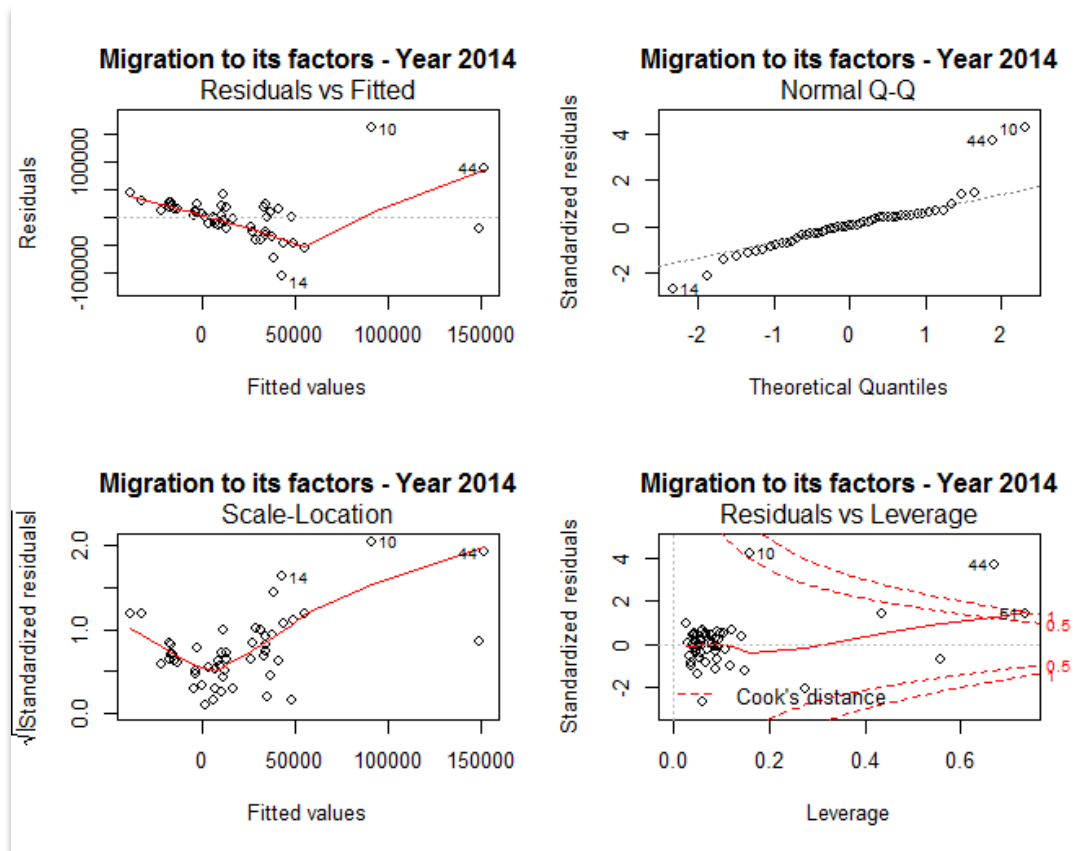 Migration to its factors - Year 2014
Residuals vs Fitted
Residuals
100000
-100000
10
44
14
0 50000 100000 150000
Fitted values
Migration to its factors - Year 2014
Normal Q-Q
Standardized residuals
4
2
0
-2
10
44
14
-2 -1 0 1 2
Theoretical Quantiles
Migration to its factors - Year 2014
Scale-Location
√|Standardized residuals|
2.0
1.0
0.0
10
44
14
0 50000 100000 150000
Fitted values
Migration to its factors - Year 2014
Residuals vs Leverage
Standardized residuals
4
2
0
-2
10
44
51
1
0.5
0.5
1
Cook's distance
0.0 0.2 0.4 0.6
Leverage